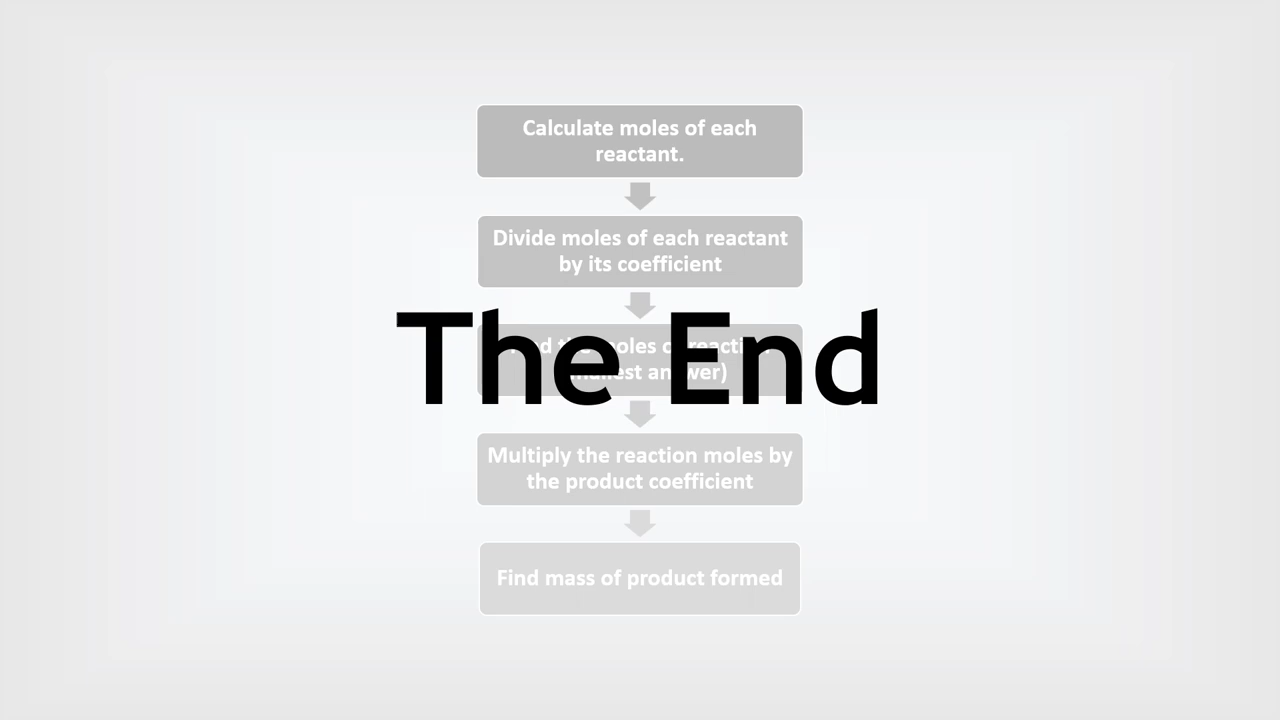 Calculate moles of each
reactant.
Divide moles of each reactant
by its coefficient
The End
Multiply the reaction moles by
the product coefficient
Find mass of product formed